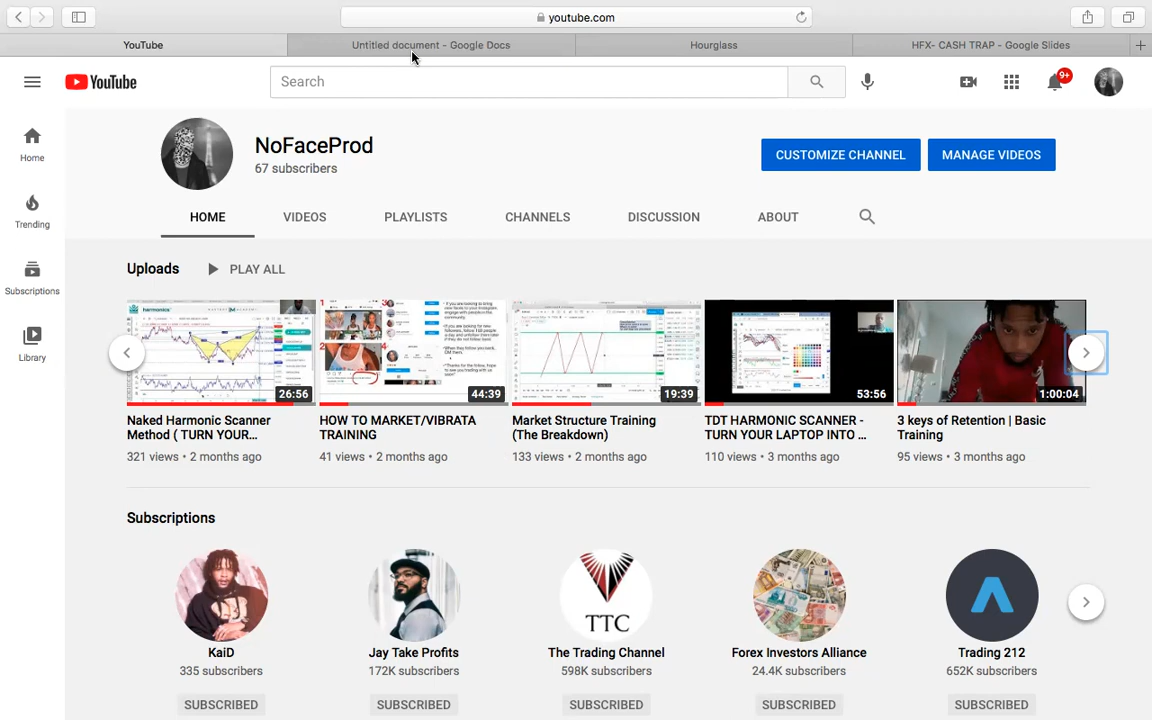 youtube.com
YouTube
Untitled document - Google Docs
Hourglass
HFX- CASH TRAP - Google Slides
YouTube
Search
9+
Home
Trending
Subscriptions
Library
NoFaceProd
67 subscribers
CUSTOMIZE CHANNEL
MANAGE VIDEOS
HOME
VIDEOS
PLAYLISTS
CHANNELS
DISCUSSION
ABOUT
Uploads
PLAY ALL
26:56
Naked Harmonic Scanner
Method ( TURN YOUR...
321 views • 2 months ago
44:39
HOW TO MARKET/VIBRATA
TRAINING
41 views • 2 months ago
19:39
Market Structure Training
(The Breakdown)
133 views • 2 months ago
53:56
TDT HARMONIC SCANNER -
TURN YOUR LAPTOP INTO ...
110 views • 3 months ago
1:00:04
3 keys of Retention | Basic
Training
95 views • 3 months ago
Subscriptions
KaiD
335 subscribers
SUBSCRIBED
Jay Take Profits
172K subscribers
SUBSCRIBED
TTC
The Trading Channel
598K subscribers
SUBSCRIBED
Forex Investors Alliance
24.4K subscribers
SUBSCRIBED
Trading 212
652K subscribers
SUBSCRIBED